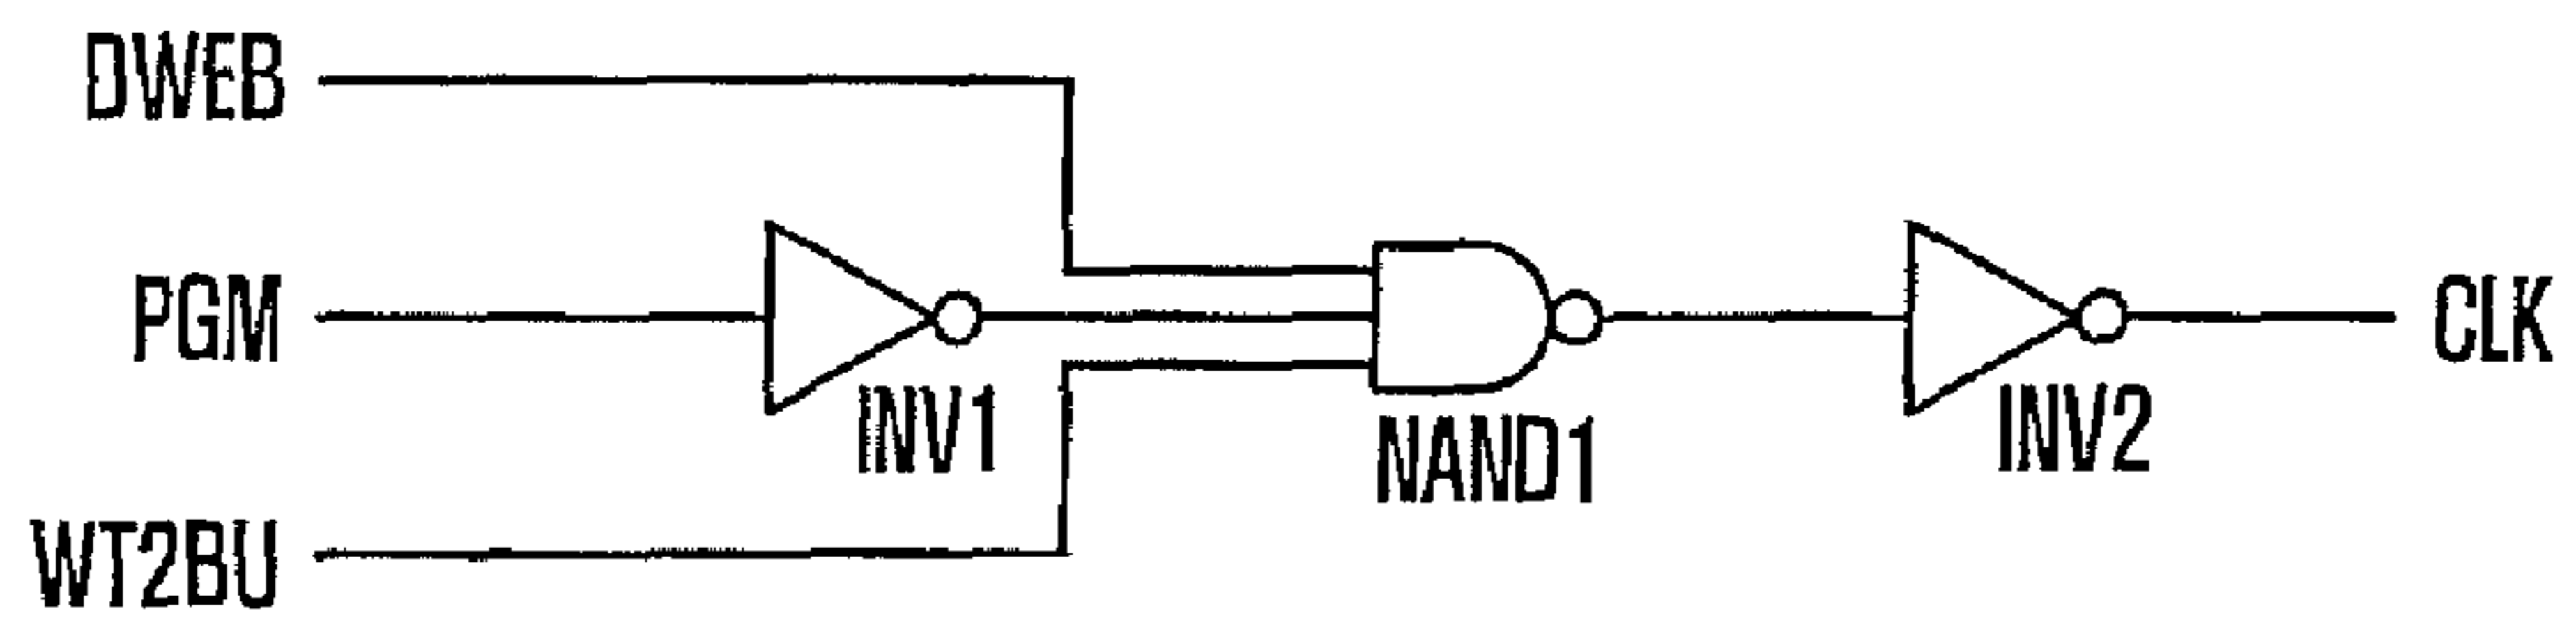 DWEB
PGM
CLK
INV1
NAND1
INV2
WT2BU